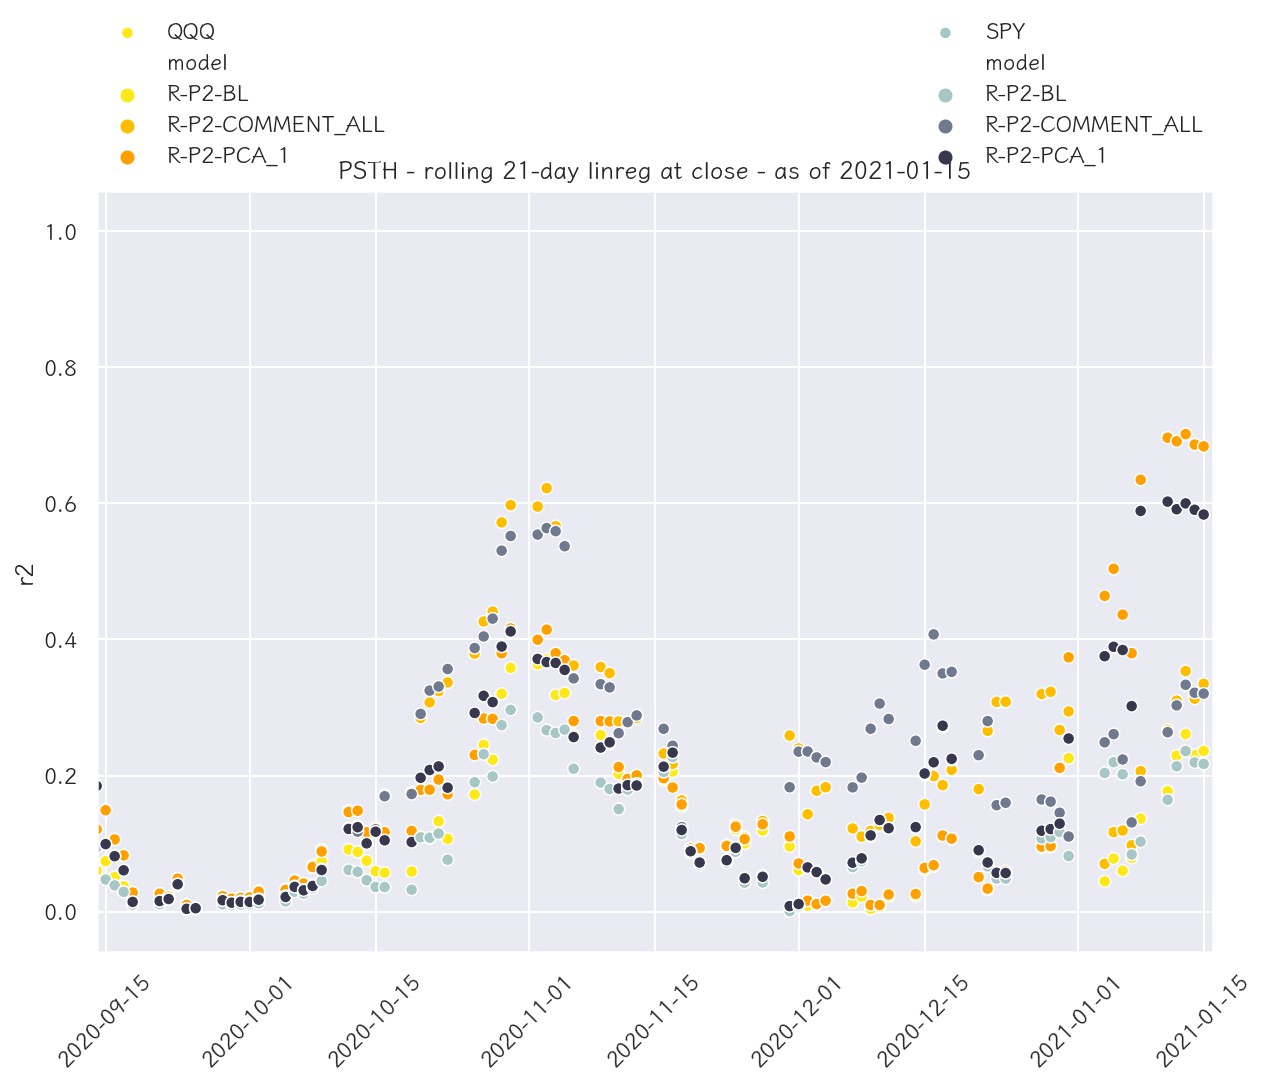 QQQ
model
R-P2-BL
R-P2-COMMENT_ALL
R-P2-PCA_1
SPY
model
R-P2-BL
R-P2-COMMENT_ALL
R-P2-PCA_1
PSTH - rolling 21-day linreg at close - as of 2021-01-15
1.0
0.8
0.6
0.4
0.2
0.0
r2
2020-09-15
2020-10-01
2020-10-15
2020-11-01
2020-11-15
2020-12-01
2020-12-15
2021-01-01
2021-01-15